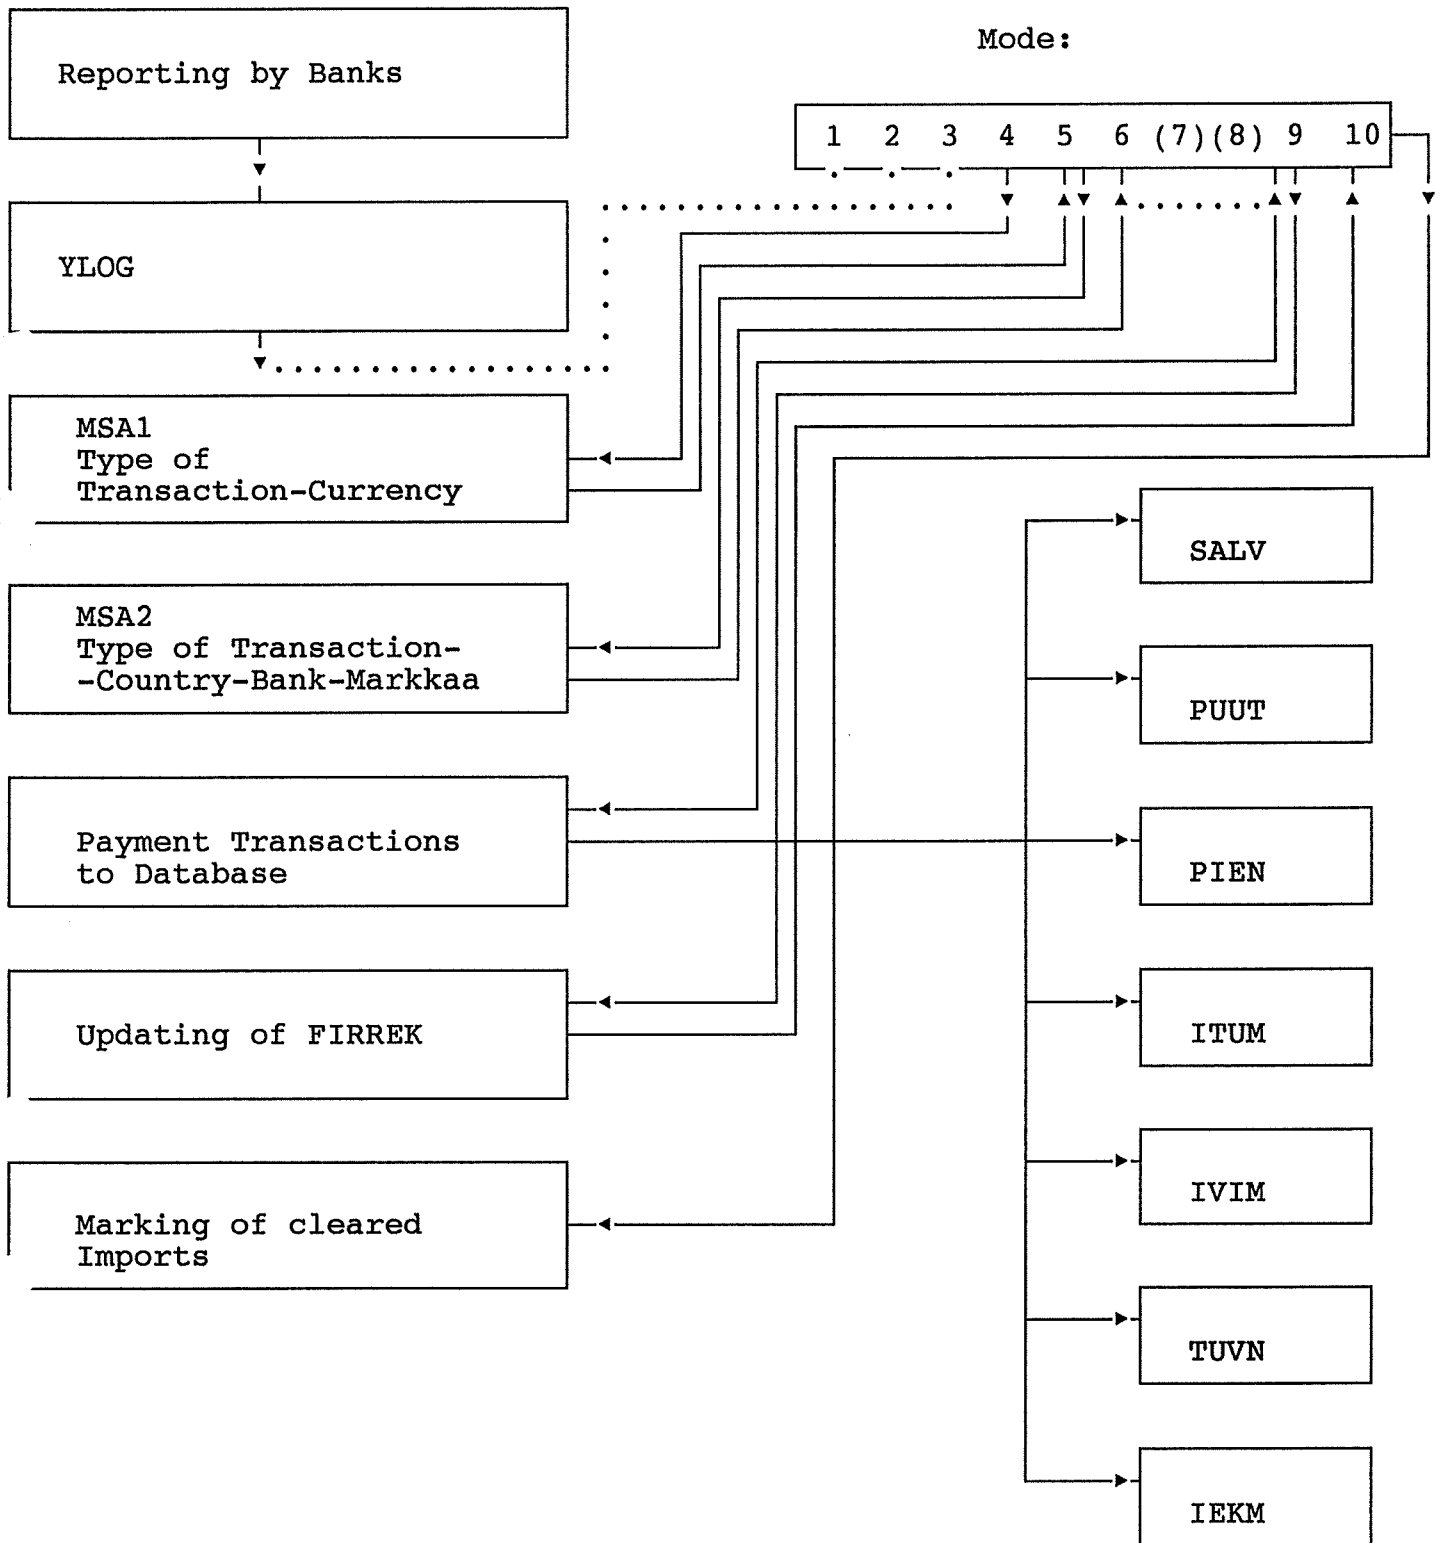 Mode:
Reporting by Banks
1 2 3 4 5 6 (7)(8) 9 10
YLOG
MSA1
Type of
Transaction-Currency
SALV
MSA2
Type of Transaction-
-Country-Bank-Markkaa
PUUT
Payment Transactions
to Database
PIEN
Updating of FIRREK
ITUM
IVIM
Marking of cleared
Imports
TUVN
IEKM